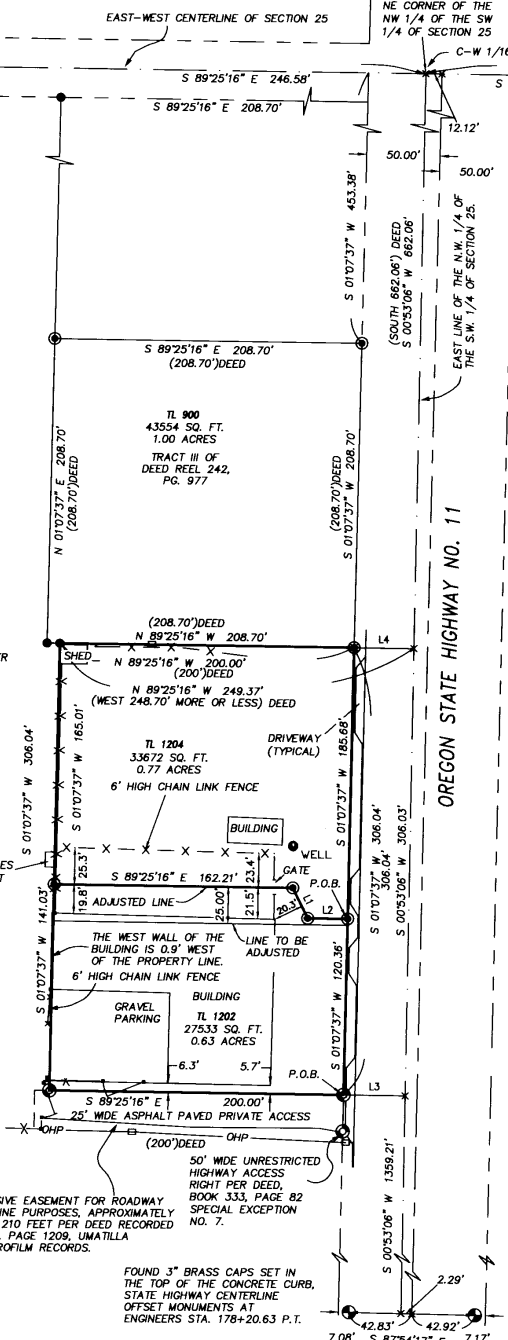 EAST-WEST CENTERLINE OF SECTION 25
NE CORNER OF THE
NW 1/4 OF THE SW
1/4 OF SECTION 25
C-W 1/16
S 89°25'16" E 246.58'
S
S 89°25'16" E 208.70'
12.12'
50.00'
50.00'
S 01°07'37" W 453.38'
(SOUTH 662.06') DEED
S 00°53'06" W 662.06'
EAST LINE OF THE N.W. 1/4 OF
THE S.W. 1/4 OF SECTION 25.
S 89°25'16" E 208.70'
(208.70')DEED
TL 900
43554 SQ. FT.
1.00 ACRES
TRACT III OF
DEED REEL 242,
PG. 977
N 01°07'37" E 208.70'
(208.70')DEED
(208.70')DEED
S 01°07'37" W 208.70'
OREGON STATE HIGHWAY NO. 11
(208.70')DEED
N 89°25'16" W 208.70'
L4
SHED
N 89°25'16" W 200.00'
(200')DEED
N 89°25'16" W 249.37'
(WEST 248.70' MORE OR LESS) DEED
S 01°07'37" W 306.04'
S 01°07'37" W 165.01'
TL 1204
33672 SQ. FT.
0.77 ACRES
6' HIGH CHAIN LINK FENCE
DRIVEWAY
(TYPICAL)
S 01°07'37" W 185.68'
S 01°07'37" W 306.04'
306.04'
S 00°53'06" W 306.03'
BUILDING
WELL
GATE
25.3'
23.4'
S 89°25'16" E 162.21'
P.O.B.
ADJUSTED LINE
19.8'
25.00'
21.5'
20.3'
L1
L2
LINE TO BE
ADJUSTED
S 01°07'37" W 141.03'
THE WEST WALL OF THE
BUILDING IS 0.9' WEST
OF THE PROPERTY LINE.
6' HIGH CHAIN LINK FENCE
GRAVEL
PARKING
BUILDING
TL 1202
27533 SQ. FT.
0.63 ACRES
S 01°07'37" W 120.36'
6.3'
5.7'
P.O.B.
L3
S 89°25'16" E 200.00'
25' WIDE ASPHALT PAVED PRIVATE ACCESS
OHP
OHP
(200')DEED
50' WIDE UNRESTRICTED
HIGHWAY ACCESS
RIGHT PER DEED,
BOOK 333, PAGE 82
SPECIAL EXCEPTION
NO. 7.
S 00°53'06" W 1359.21'
SIVE EASEMENT FOR ROADWAY
INE PURPOSES, APPROXIMATELY
210 FEET PER DEED RECORDED
PAGE 1209, UMATILLA
ROFILM RECORDS.
FOUND 3" BRASS CAPS SET IN
THE TOP OF THE CONCRETE CURB,
STATE HIGHWAY CENTERLINE
OFFSET MONUMENTS AT
ENGINEERS STA. 178+20.63 P.T.
2.29'
42.83'
42.92'
7.08'
S 87°54'17" E
7.17'